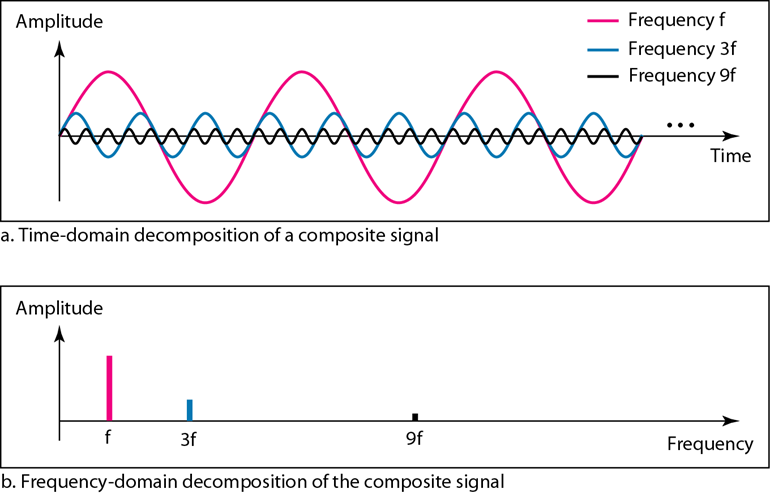 Amplitude
Frequency f
Frequency 3f
Frequency 9f
Time
a. Time-domain decomposition of a composite signal
Amplitude
f
3f
9f
Frequency
b. Frequency-domain decomposition of the composite signal